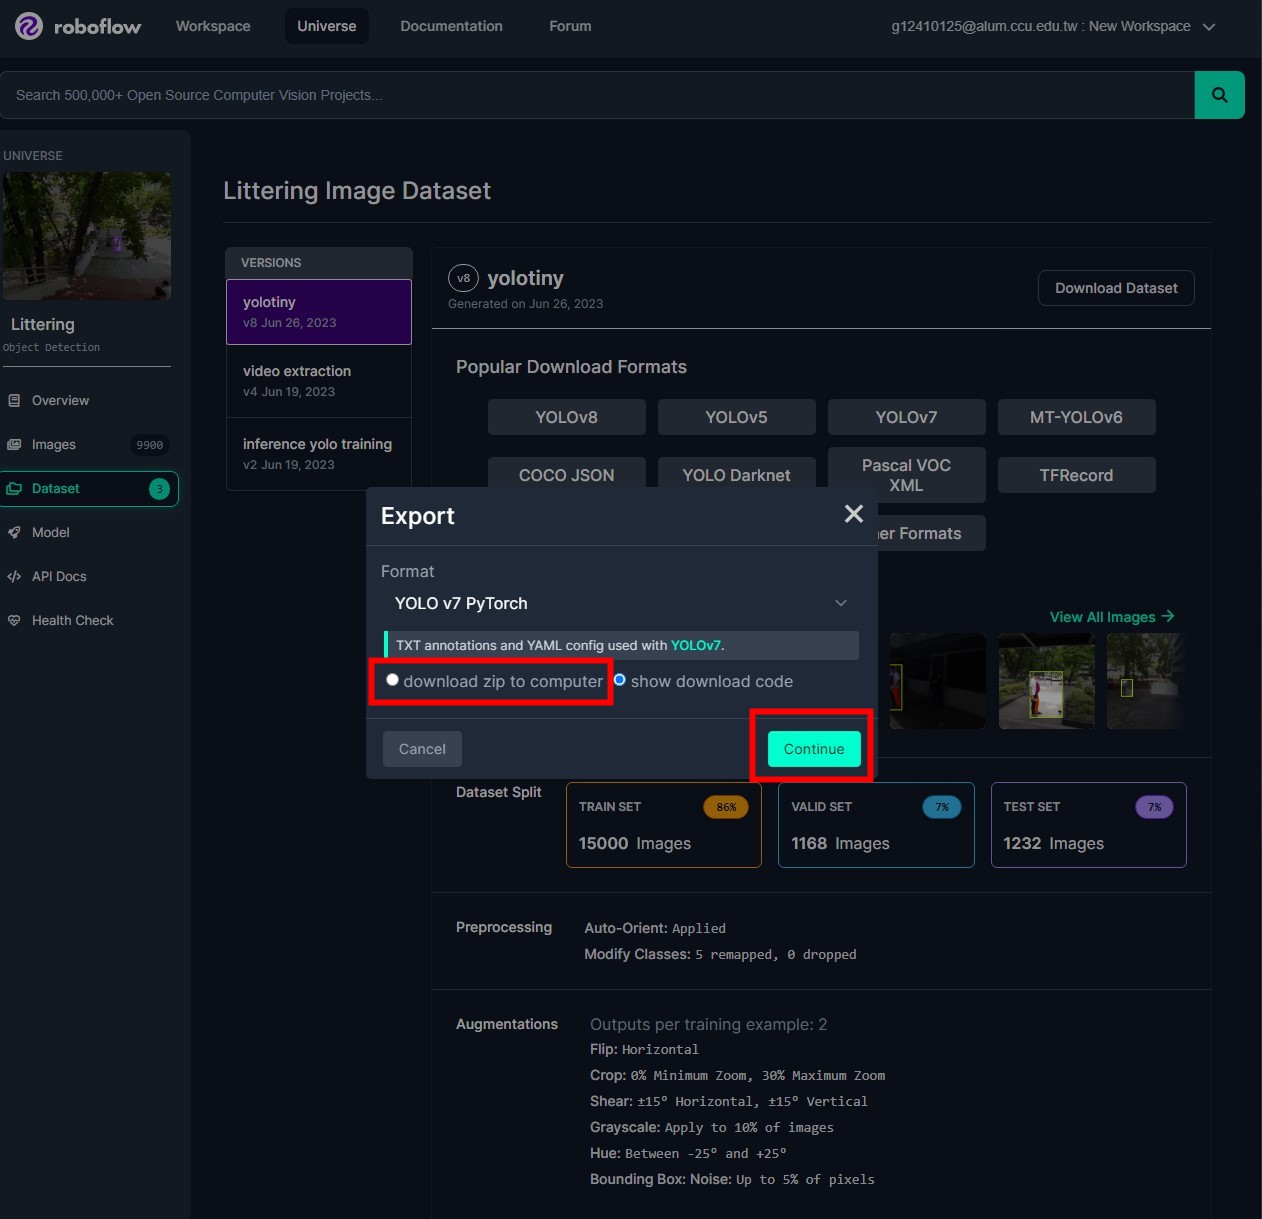 roboflow Workspace Universe Documentation Forum g12410125@alum.ccu.edu.tw : New Workspace
Search 500,000+ Open Source Computer Vision Projects...
UNIVERSE
Littering
Object Detection
Overview
Images 9900
Dataset 3
Model
API Docs
Health Check
Littering Image Dataset
VERSIONS
yolotiny
v8 Jun 26, 2023
video extraction
v4 Jun 19, 2023
inference yolo training
v2 Jun 19, 2023
v8 yolotiny
Generated on Jun 26, 2023
Download Dataset
Popular Download Formats
YOLOv8 YOLOv5 YOLOv7 MT-YOLOv6
COCO JSON YOLO Darknet Pascal VOC XML TFRecord
er Formats
Export
Format
YOLO v7 PyTorch
TXT annotations and YAML config used with YOLOv7.
download zip to computer show download code
Cancel Continue
View All Images
Dataset Split
TRAIN SET 86%
15000 Images
VALID SET 7%
1168 Images
TEST SET 7%
1232 Images
Preprocessing
Auto-Orient: Applied
Modify Classes: 5 remapped, 0 dropped
Augmentations
Outputs per training example: 2
Flip: Horizontal
Crop: 0% Minimum Zoom, 30% Maximum Zoom
Shear: ±15° Horizontal, ±15° Vertical
Grayscale: Apply to 10% of images
Hue: Between -25° and +25°
Bounding Box: Noise: Up to 5% of pixels